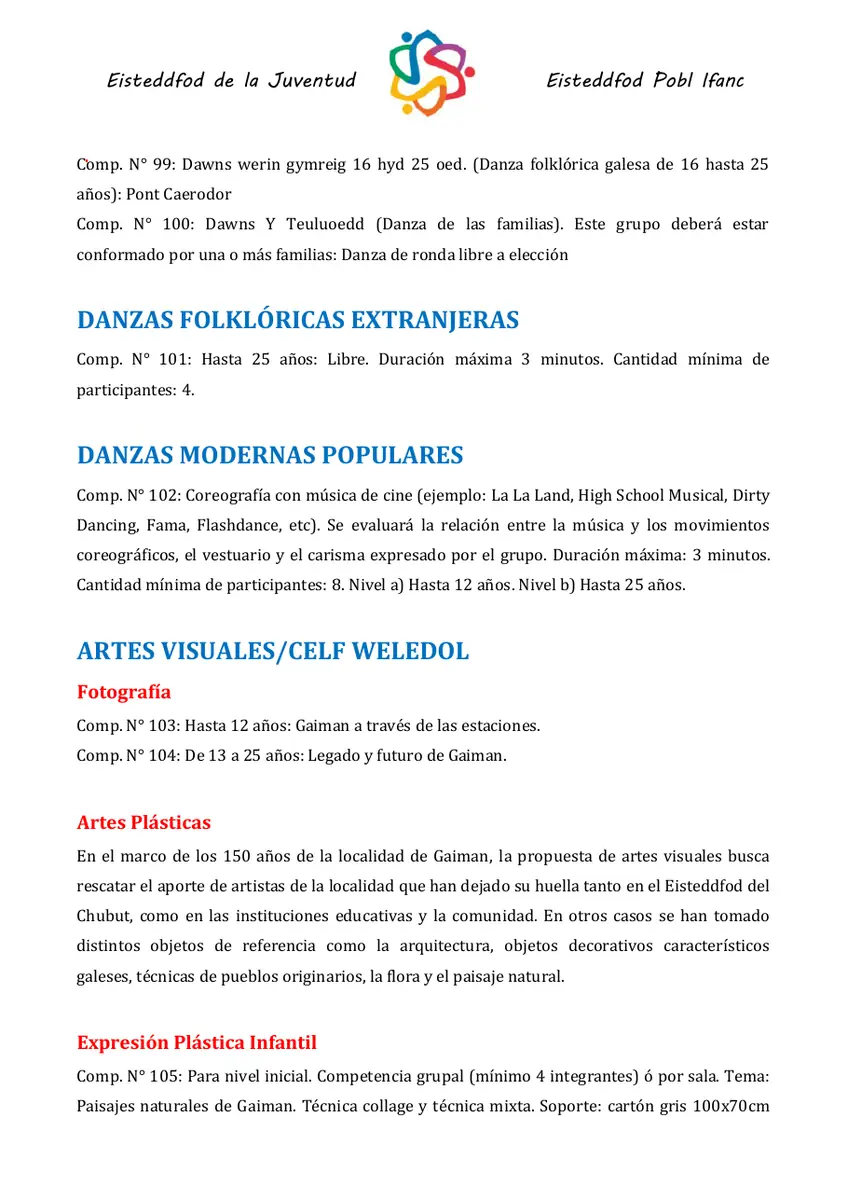 Eisteddfod de la Juventud
Eisteddfod Pobl Ifanc
Comp. N° 99: Dawns werin gymreig 16 hyd 25 oed. (Danza folklórica galesa de 16 hasta 25
años): Pont Caerodor
Comp. N° 100: Dawns Y Teuluoedd (Danza de las familias). Este grupo deberá estar
conformado por una o más familias: Danza de ronda libre a elección
DANZAS FOLKLÓRICAS EXTRANJERAS
Comp. N° 101: Hasta 25 años: Libre. Duración máxima 3 minutos. Cantidad mínima de
participantes: 4.
DANZAS MODERNAS POPULARES
Comp. N° 102: Coreografía con música de cine (ejemplo: La La Land, High School Musical, Dirty
Dancing, Fama, Flashdance, etc). Se evaluará la relación entre la música y los movimientos
coreográficos, el vestuario y el carisma expresado por el grupo. Duración máxima: 3 minutos.
Cantidad mínima de participantes: 8. Nivel a) Hasta 12 años. Nivel b) Hasta 25 años.
ARTES VISUALES/CELF WELEDOL
Fotografía
Comp. N° 103: Hasta 12 años: Gaiman a través de las estaciones.
Comp. N° 104: De 13 a 25 años: Legado y futuro de Gaiman.
Artes Plásticas
En el marco de los 150 años de la localidad de Gaiman, la propuesta de artes visuales busca
rescatar el aporte de artistas de la localidad que han dejado su huella tanto en el Eisteddfod del
Chubut, como en las instituciones educativas y la comunidad. En otros casos se han tomado
distintos objetos de referencia como la arquitectura, objetos decorativos característicos
galeses, técnicas de pueblos originarios, la flora y el paisaje natural.
Expresión Plástica Infantil
Comp. N° 105: Para nivel inicial. Competencia grupal (mínimo 4 integrantes) ó por sala. Tema:
Paisajes naturales de Gaiman. Técnica collage y técnica mixta. Soporte: cartón gris 100x70cm